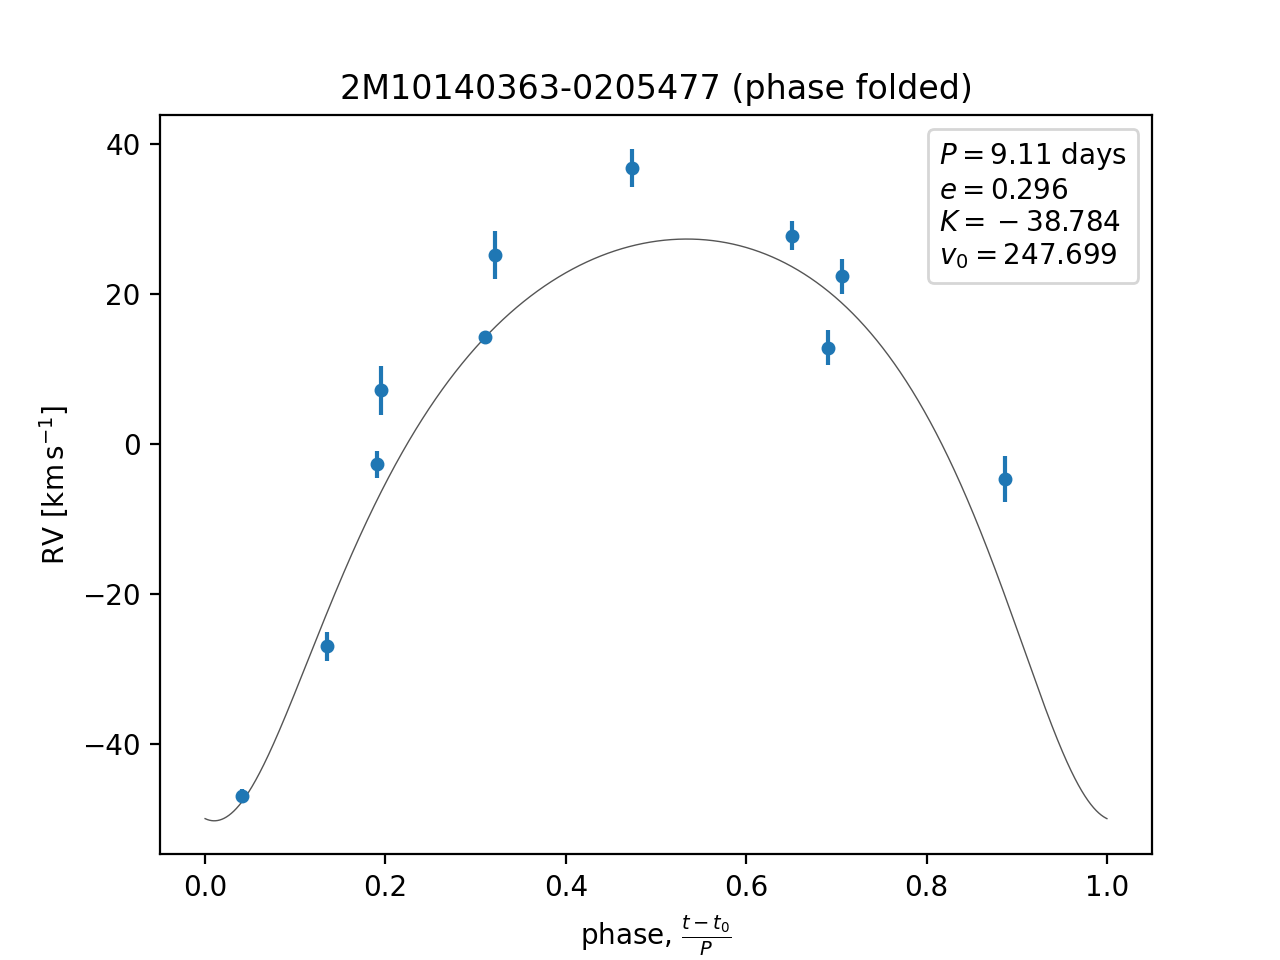 2M10140363-0205477 (phase folded)
P = 9.11 days
e = 0.296
K = −38.784
v₀ = 247.699
40
20
0
−20
−40
RV [km s⁻¹]
0.0 0.2 0.4 0.6 0.8 1.0
phase, (t − t₀)/P